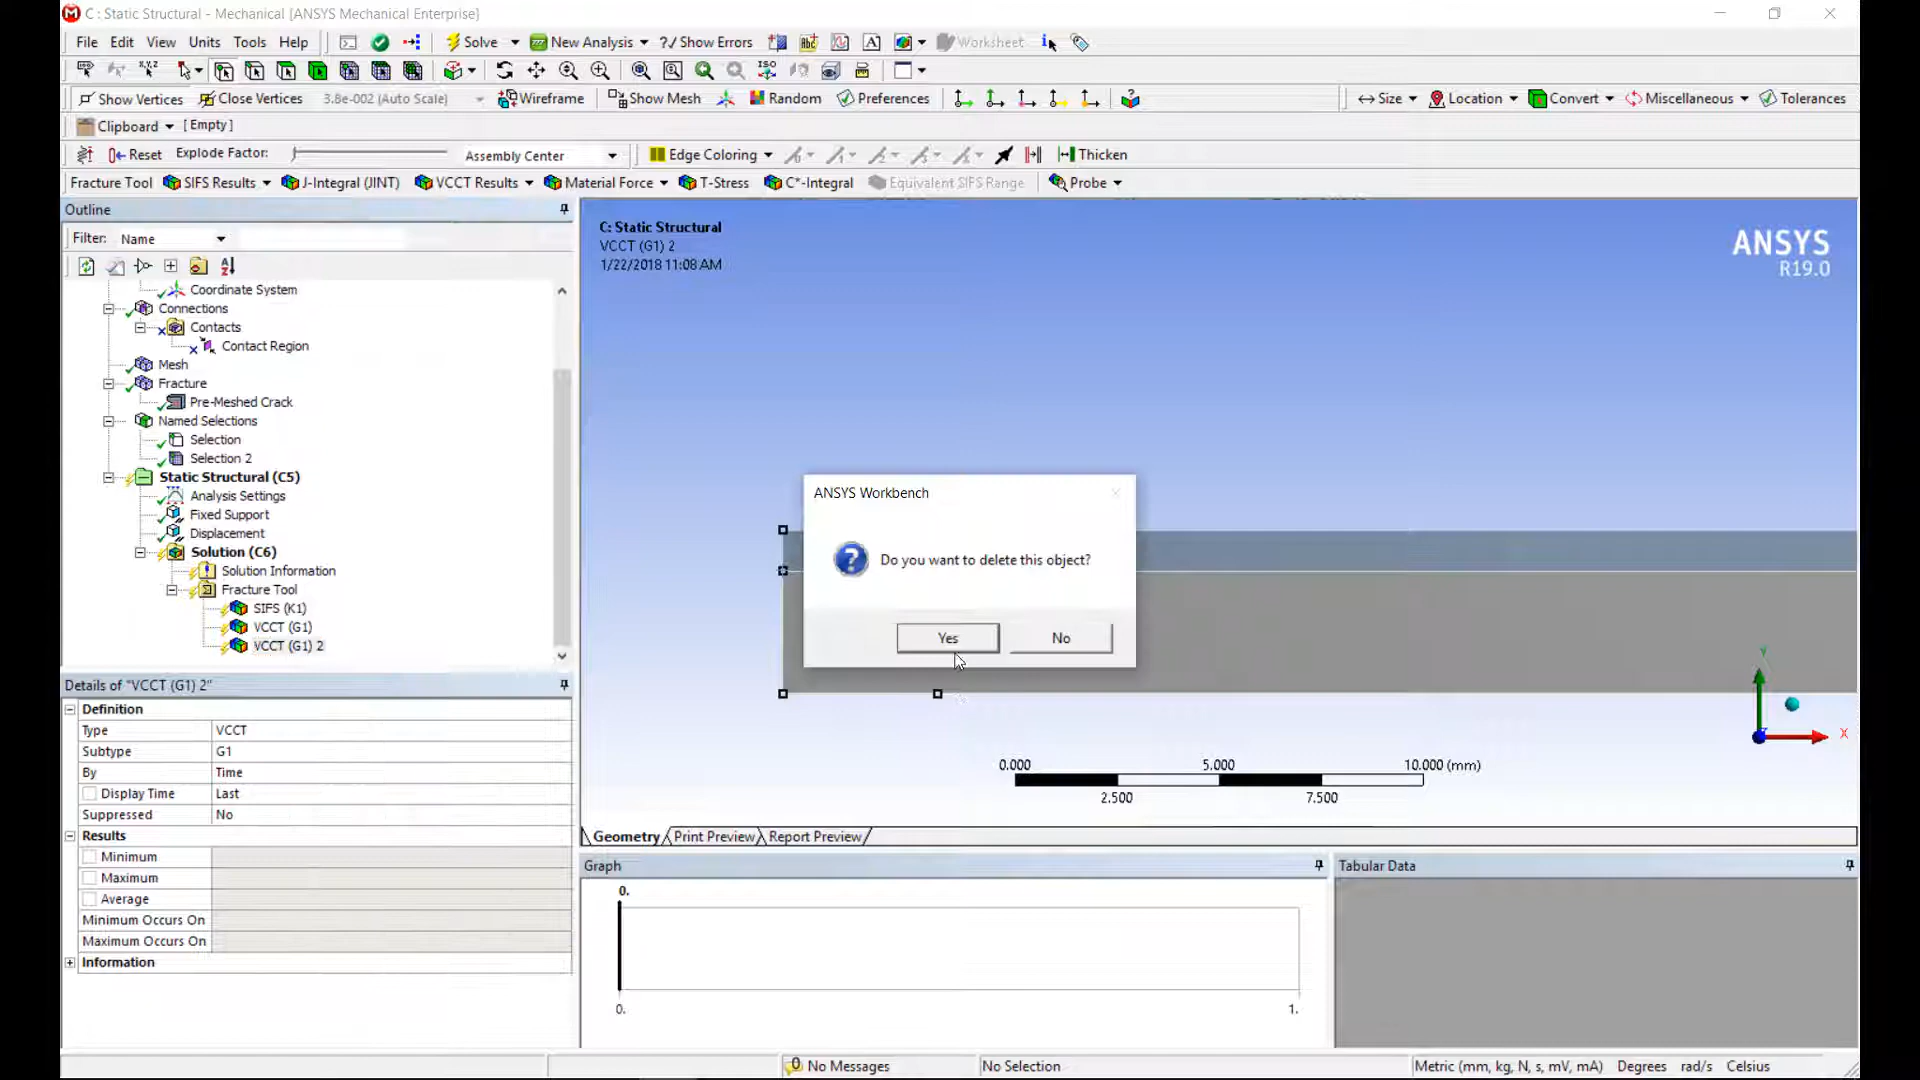 C : Static Structural - Mechanical [ANSYS Mechanical Enterprise]
File Edit View Units Tools Help Solve New Analysis ?/ Show Errors Worksheet
Show Vertices Close Vertices 3.8e-002 (Auto Scale) Wireframe Show Mesh Random Preferences Size Location Convert Miscellaneous Tolerances
Clipboard [ Empty ]
Reset Explode Factor: Assembly Center Edge Coloring Thicken
Fracture Tool SIFS Results J-Integral (JINT) VCCT Results Material Force T-Stress C*-Integral Equivalent SIFS Range Probe
Outline
Filter: Name
Coordinate System
Connections
Contacts
Contact Region
Mesh
Fracture
Pre-Meshed Crack
Named Selections
Selection
Selection 2
Static Structural (C5)
Analysis Settings
Fixed Support
Displacement
Solution (C6)
Solution Information
Fracture Tool
SIFS (K1)
VCCT (G1)
VCCT (G1) 2
Details of "VCCT (G1) 2"
Definition
Type VCCT
Subtype G1
By Time
Display Time Last
Suppressed No
Results
Minimum
Maximum
Average
Minimum Occurs On
Maximum Occurs On
Information
C: Static Structural
VCCT (G1) 2
1/22/2018 11:08 AM
ANSYS
R19.0
ANSYS Workbench
Do you want to delete this object?
Yes No
Y
X
0.000 5.000 10.000 (mm)
2.500 7.500
Geometry Print Preview Report Preview
Graph
0.
0. 1.
Tabular Data
No Messages No Selection Metric (mm, kg, N, s, mV, mA) Degrees rad/s Celsius